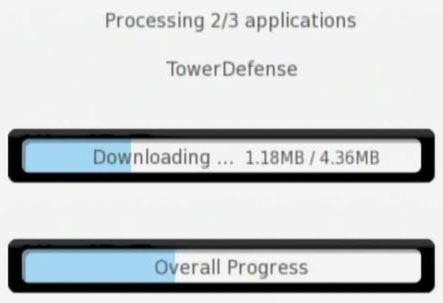 Processing 2/3 applications
TowerDefense
Downloading ... 1.18MB / 4.36MB
Overall Progress